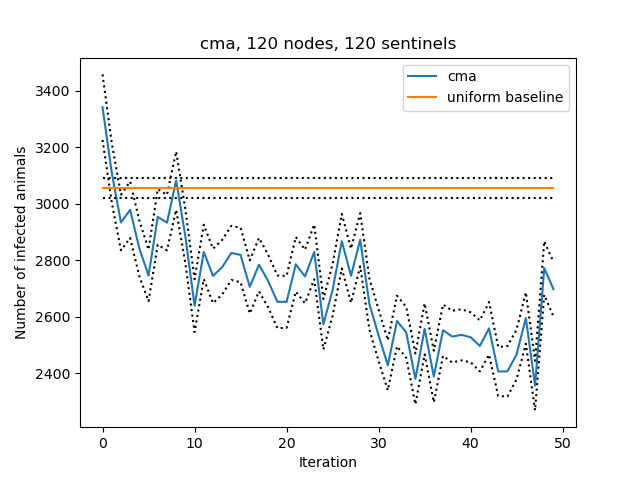 cma, 120 nodes, 120 sentinels
cma
uniform baseline
Number of infected animals
3400
3200
3000
2800
2600
2400
0
10
20
30
40
50
Iteration